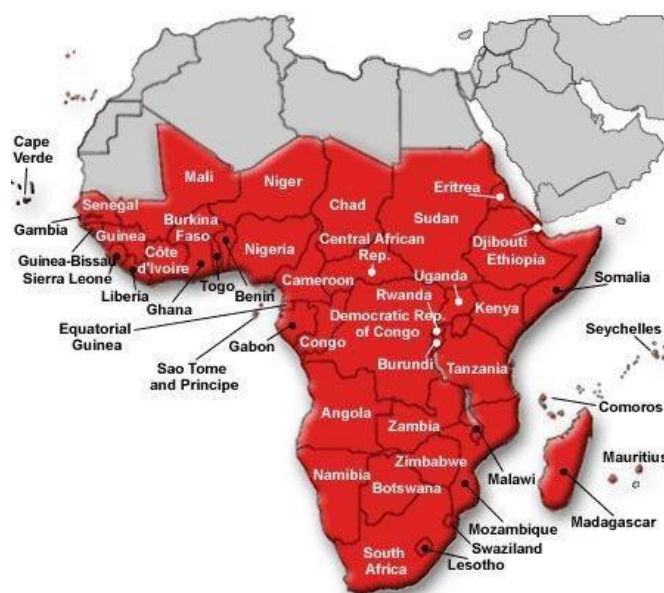 Cape
Verde
Mali
Niger
Chad
Sudan
Eritrea
Senegal
Gambia
Guinea
Burkina
Faso
Nigeria
Djibouti
Ethiopia
Central African
Rep.
Guinea-Bissau
Sierra Leone
Côte
d'Ivoire
Liberia
Ghana
Togo
Benin
Cameroon
Uganda
Somalia
Equatorial
Guinea
Rwanda
Kenya
Democratic Rep.
of Congo
Seychelles
Sao Tome
and Principe
Gabon
Congo
Burundi
Tanzania
Comoros
Angola
Zambia
Malawi
Mauritius
Zimbabwe
Namibia
Botswana
Mozambique
Madagascar
Swaziland
South
Africa
Lesotho